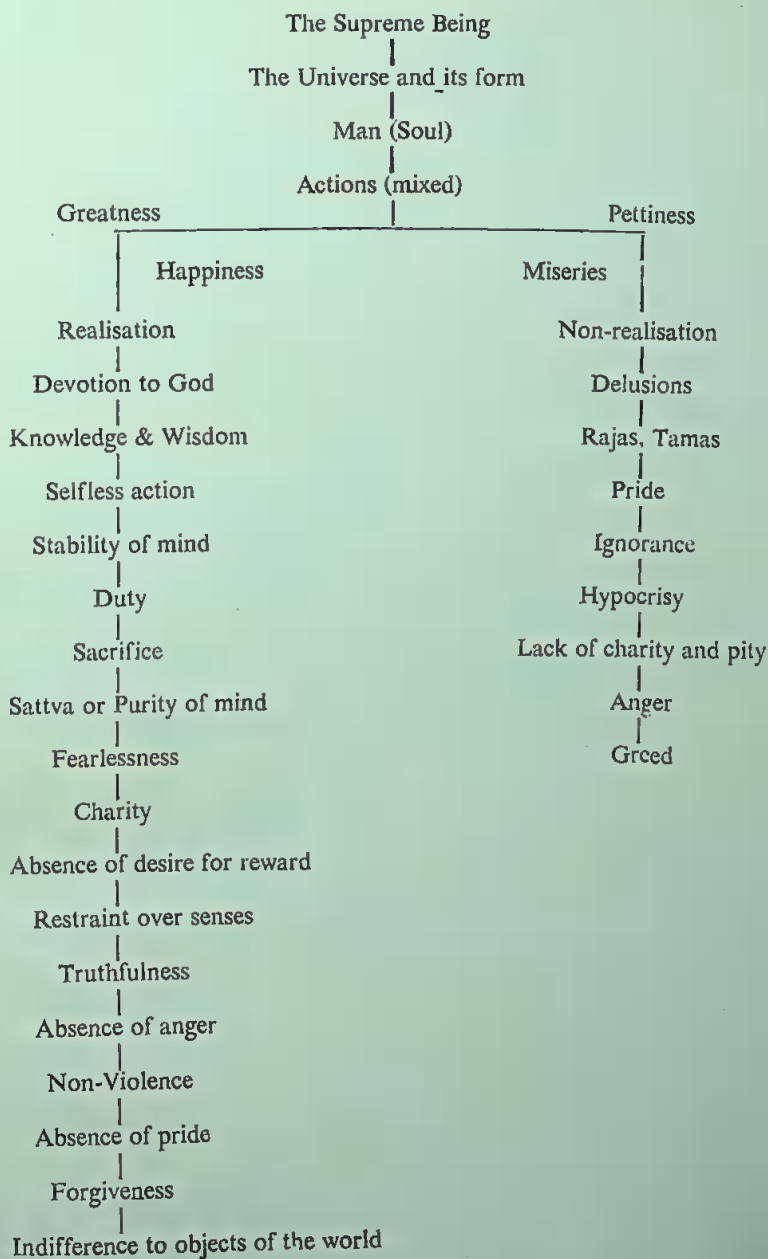 The Supreme Being
The Universe and its form
Man (Soul)
Actions (mixed)
Greatness
Pettiness
Happiness
Miseries
Realisation
Non-realisation
Devotion to God
Delusions
Knowledge & Wisdom
Rajas, Tamas
Selfless action
Pride
Stability of mind
Ignorance
Duty
Hypocrisy
Sacrifice
Lack of charity and pity
Sattva or Purity of mind
Anger
Fearlessness
Greed
Charity
Absence of desire for reward
Restraint over senses
Truthfulness
Absence of anger
Non-Violence
Absence of pride
Forgiveness
Indifference to objects of the world